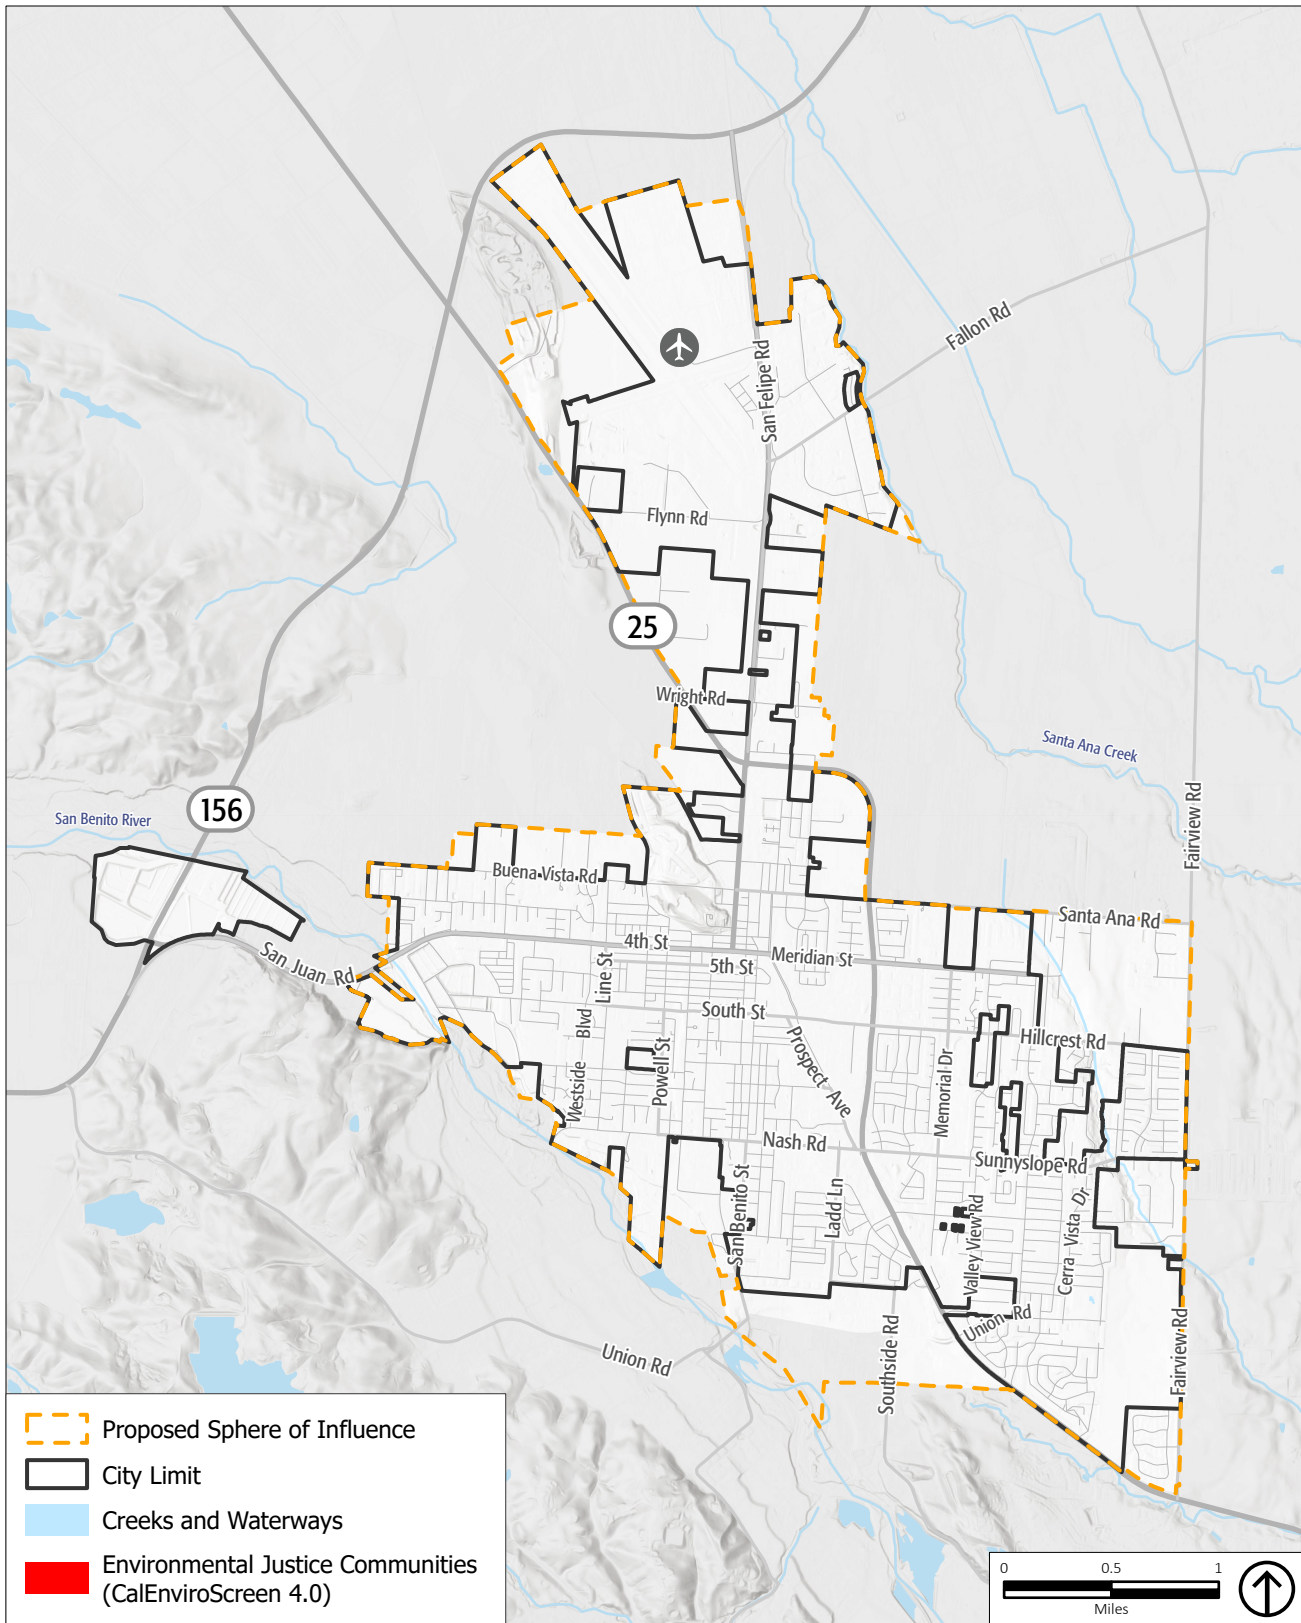 Fallon Rd
San Felipe Rd
Flynn Rd
25
Wright Rd
Santa Ana Creek
156
San Benito River
Fairview Rd
Buena Vista Rd
Santa Ana Rd
4th St
Meridian St
5th St
San Juan Rd
Line St
South St
Hillcrest Rd
Westside Blvd
Powell St
Prospect Ave
Memorial Dr
Nash Rd
Sunnyslope Rd
San Benito St
Ladd Ln
Valley View Rd
Cerra Vista Dr
Union Rd
Union Rd
Southside Rd
Fairview Rd
Proposed Sphere of Influence
City Limit
Creeks and Waterways
Environmental Justice Communities
(CalEnviroScreen 4.0)
0 0.5 1
Miles